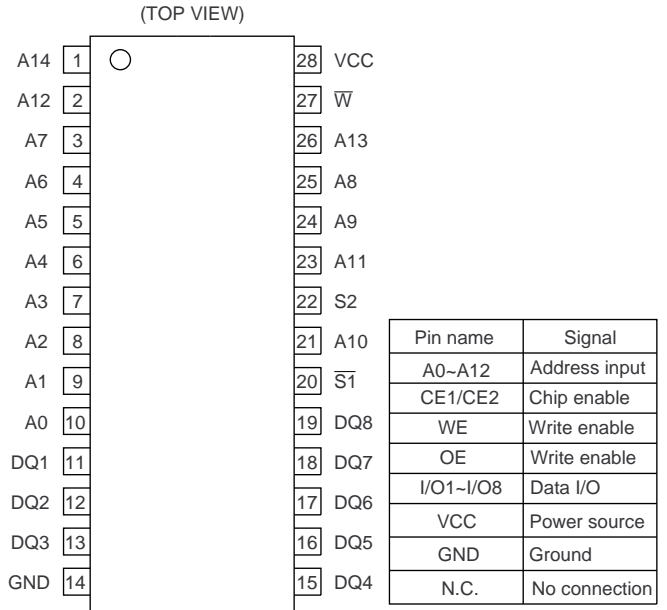 (TOP VIEW)
A14 1 28 VCC
A12 2 27 W̅
A7 3 26 A13
A6 4 25 A8
A5 5 24 A9
A4 6 23 A11
A3 7 22 S2
A2 8 21 A10
A1 9 20 S̅1̅
A0 10 19 DQ8
DQ1 11 18 DQ7
DQ2 12 17 DQ6
DQ3 13 16 DQ5
GND 14 15 DQ4
Pin name Signal
A0~A12 Address input
CE1/CE2 Chip enable
WE Write enable
OE Write enable
I/O1~I/O8 Data I/O
VCC Power source
GND Ground
N.C. No connection